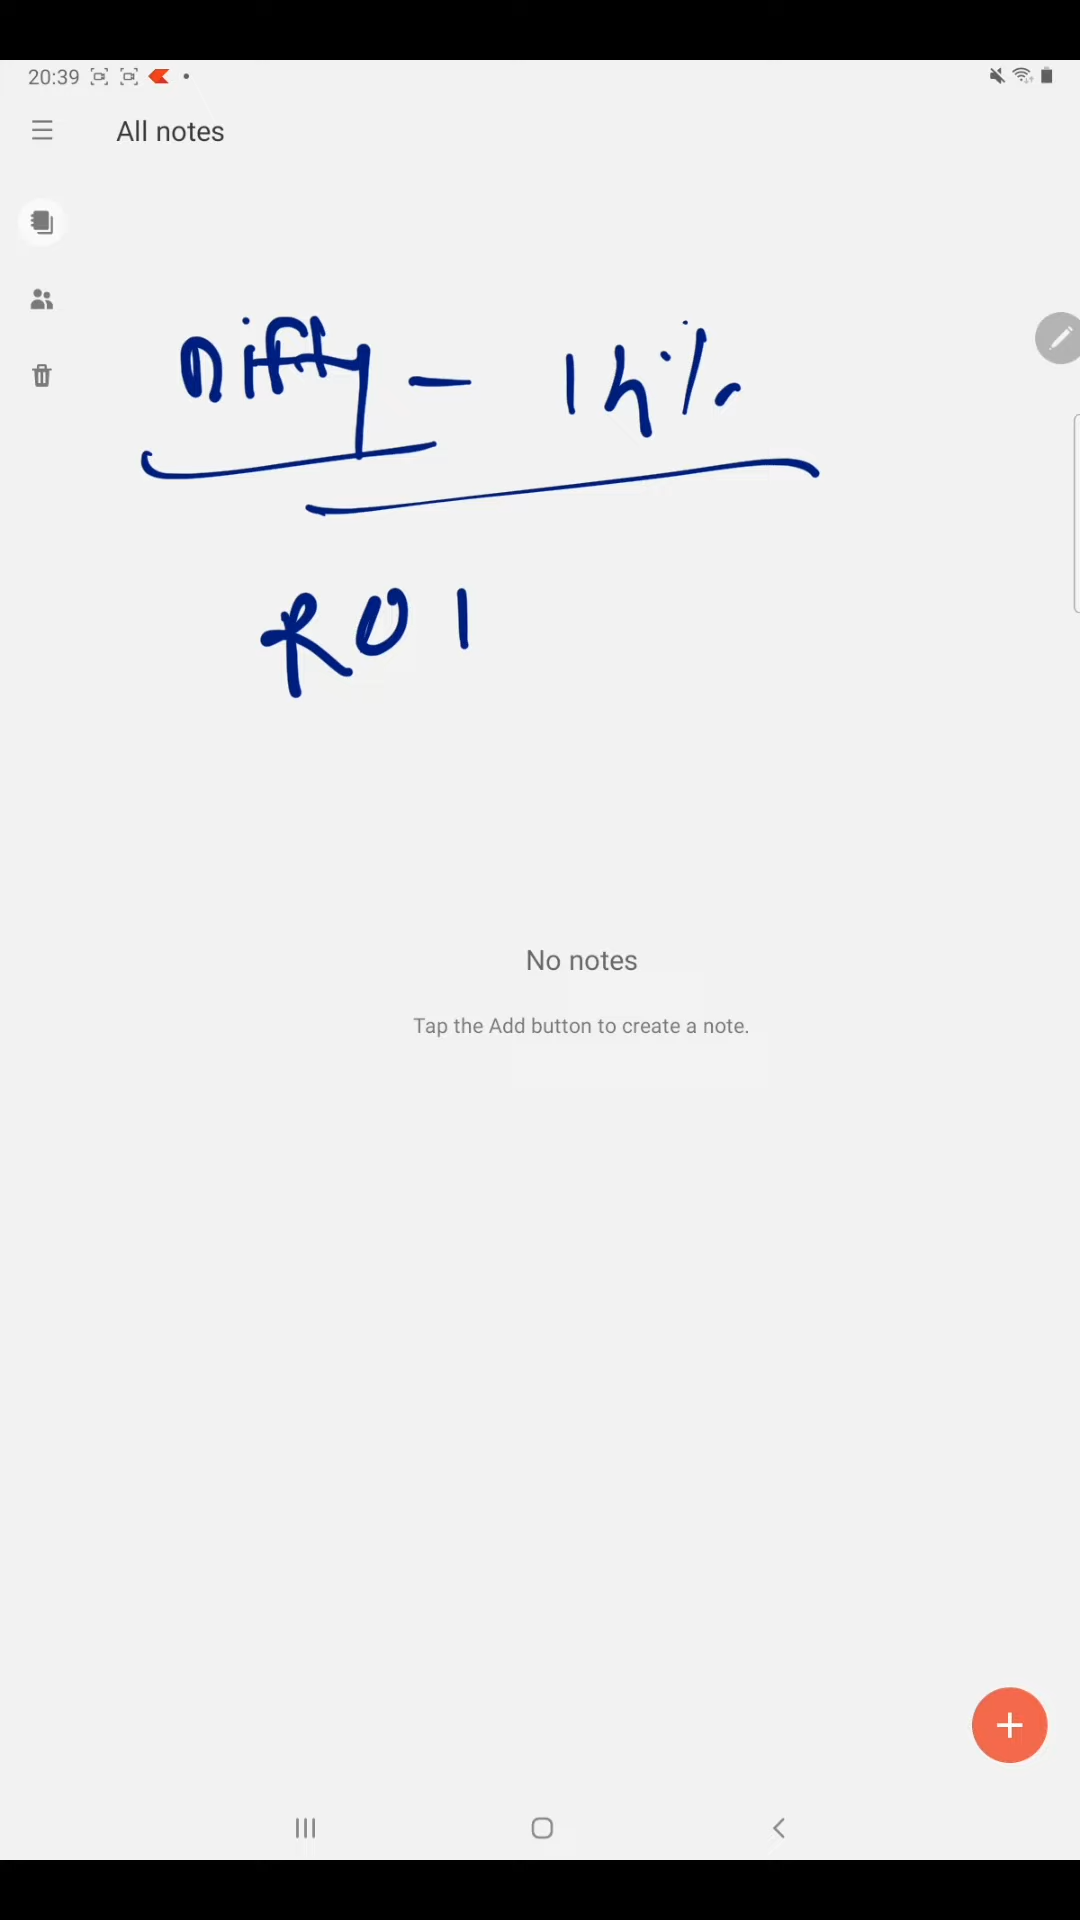 20:39
All notes
Nifty - 14%
ROI
No notes
Tap the Add button to create a note.